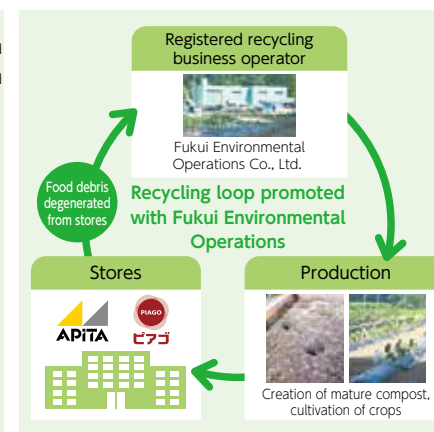 Registered recycling
business operator
Fukui Environmental
Operations Co., Ltd.
Food debris
degenerated
from stores
Recycling loop promoted
with Fukui Environmental
Operations
Stores
APiTA
PIAGO
ピアゴ
Production
Creation of mature compost,
cultivation of crops